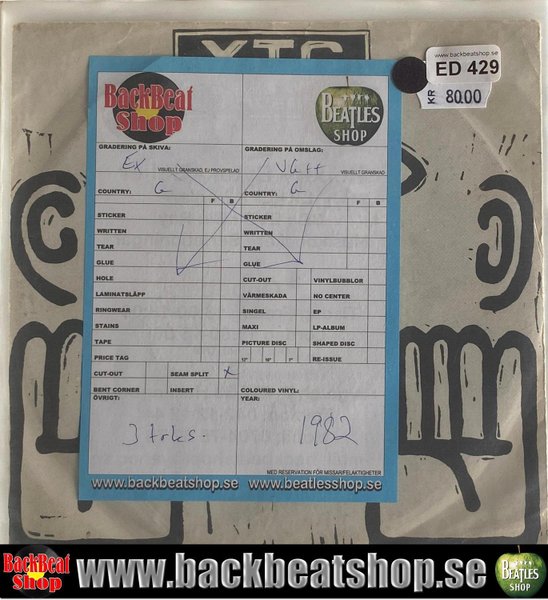 XTC
www.backbeatshop.se
ED 429
KR 80.00
BackBeat
Shop
BEATLES
SHOP
GRADERING PÅ SKIVA:
GRADERING PÅ OMSLAG:
Ex
VG++
VISUELLT GRANSKAD, EJ PROVSPELAD
VISUELLT GRANSKAD
COUNTRY: G
COUNTRY: G
F B
F B
STICKER
STICKER
WRITTEN
WRITTEN
TEAR
TEAR
GLUE
GLUE
HOLE
CUT-OUT VINYLBUBBLOR
LAMINATSLÄPP
VÄRMESKADA NO CENTER
RINGWEAR
SINGEL EP
STAINS
MAXI LP-ALBUM
TAPE
PICTURE DISC SHAPED DISC
PRICE TAG
12" 10" 7" RE-ISSUE
CUT-OUT SEAM SPLIT x
BENT CORNER INSERT
COLOURED VINYL:
ÖVRIGT:
YEAR:
3 traks.
1982
MED RESERVATION FÖR MISSAR/FELAKTIGHETER
www.backbeatshop.se www.beatlesshop.se
BackBeat
Shop
www.backbeatshop.se
BEATLES
SHOP